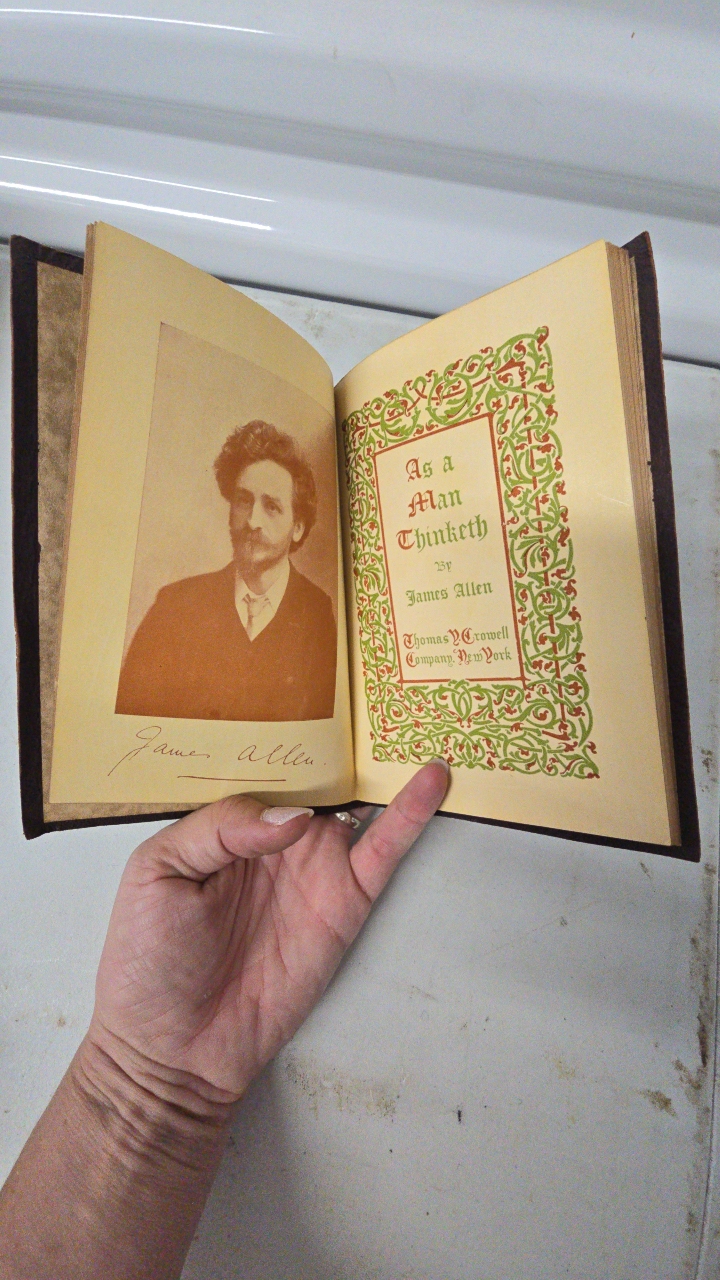 James Allen.
As a
Man
Thinketh
By
James Allen
Thomas Y Crowell
Company, New York